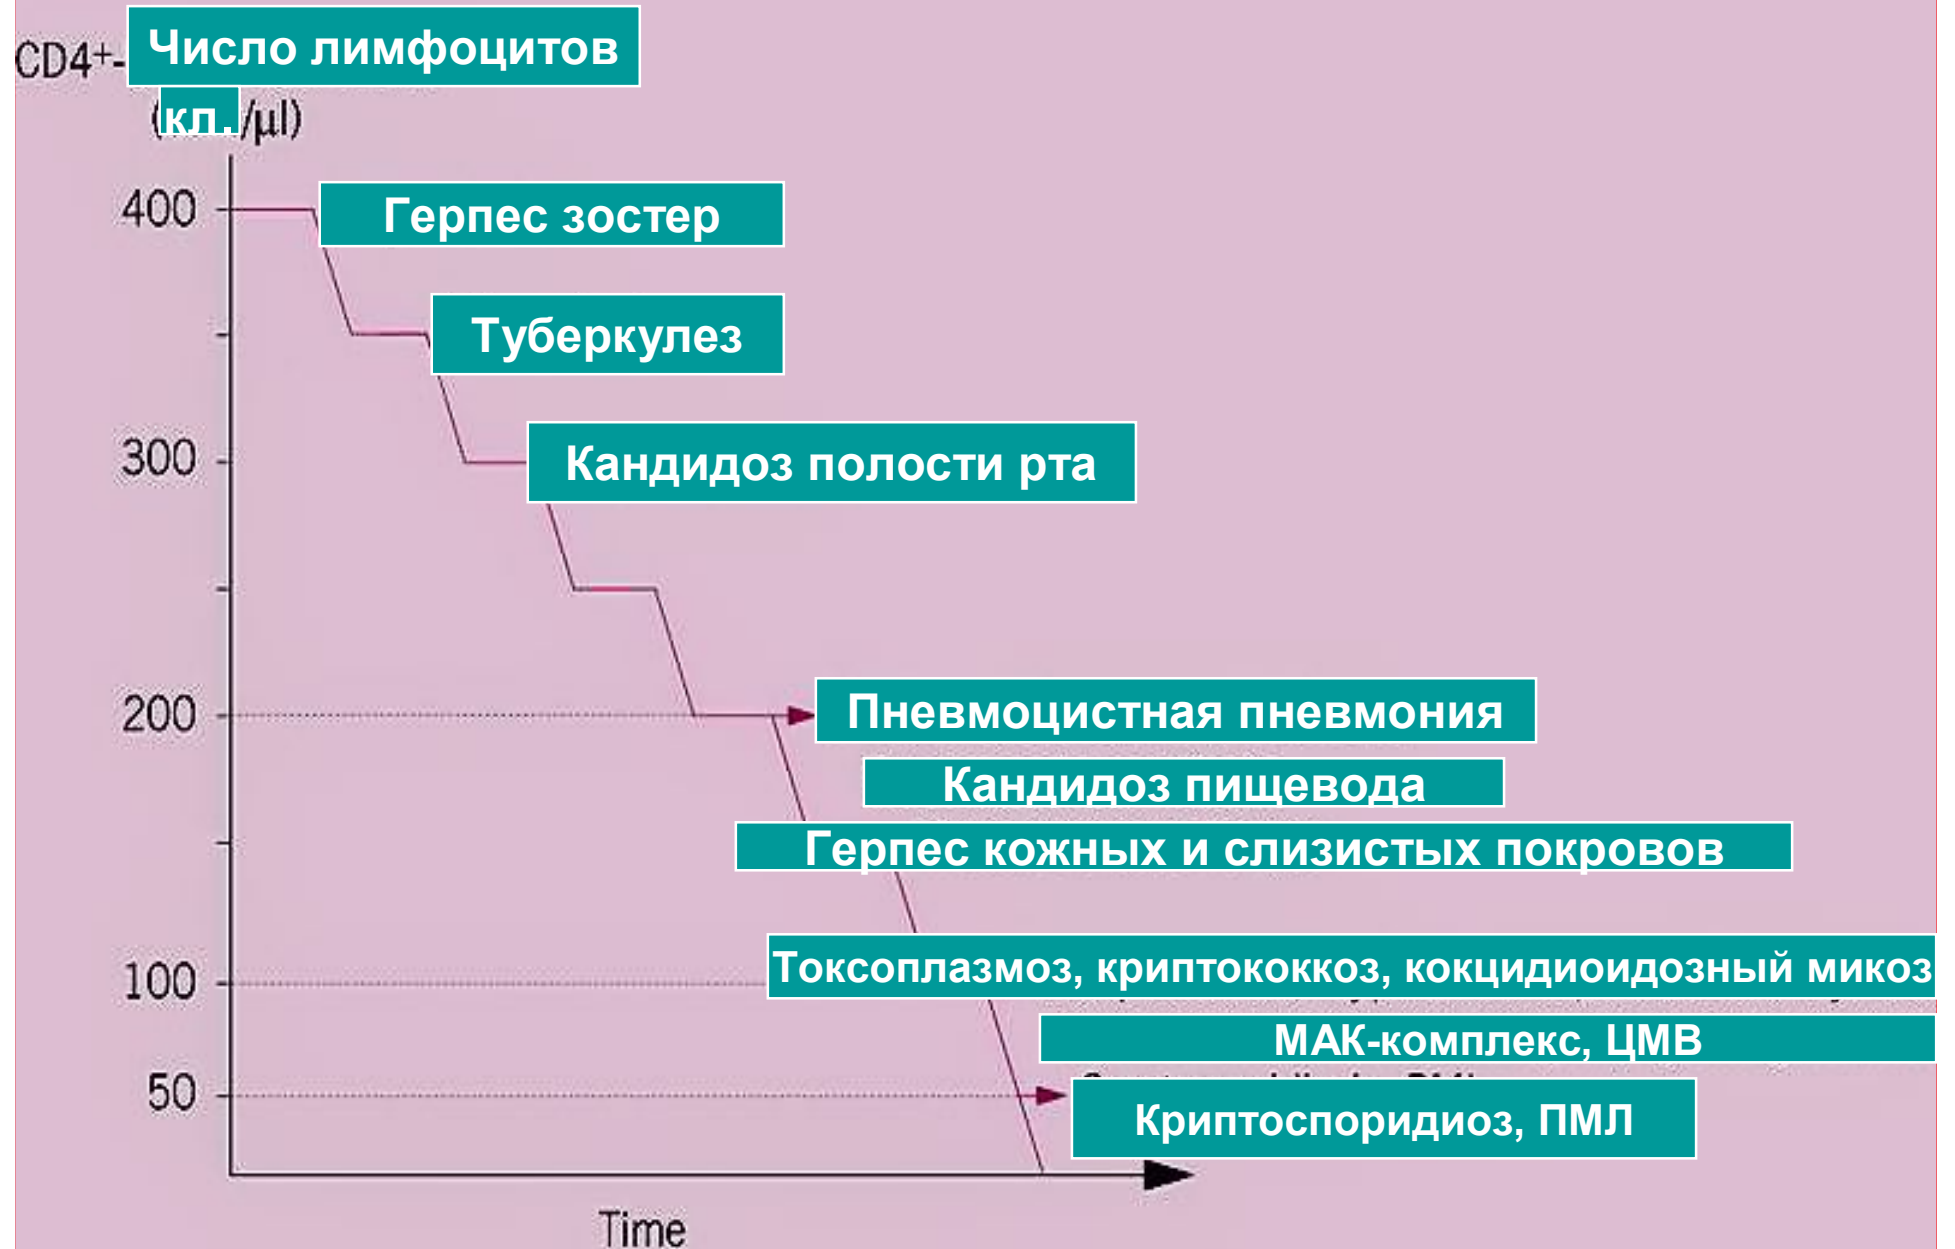 CD4+- Число лимфоцитов
(кл./µl)
400
Герпес зостер
Туберкулез
300
Кандидоз полости рта
200
Пневмоцистная пневмония
Кандидоз пищевода
Герпес кожных и слизистых покровов
100
Токсоплазмоз, криптококкоз, кокцидиоидозный микоз
МАК-комплекс, ЦМВ
50
Криптоспоридиоз, ПМЛ
Time